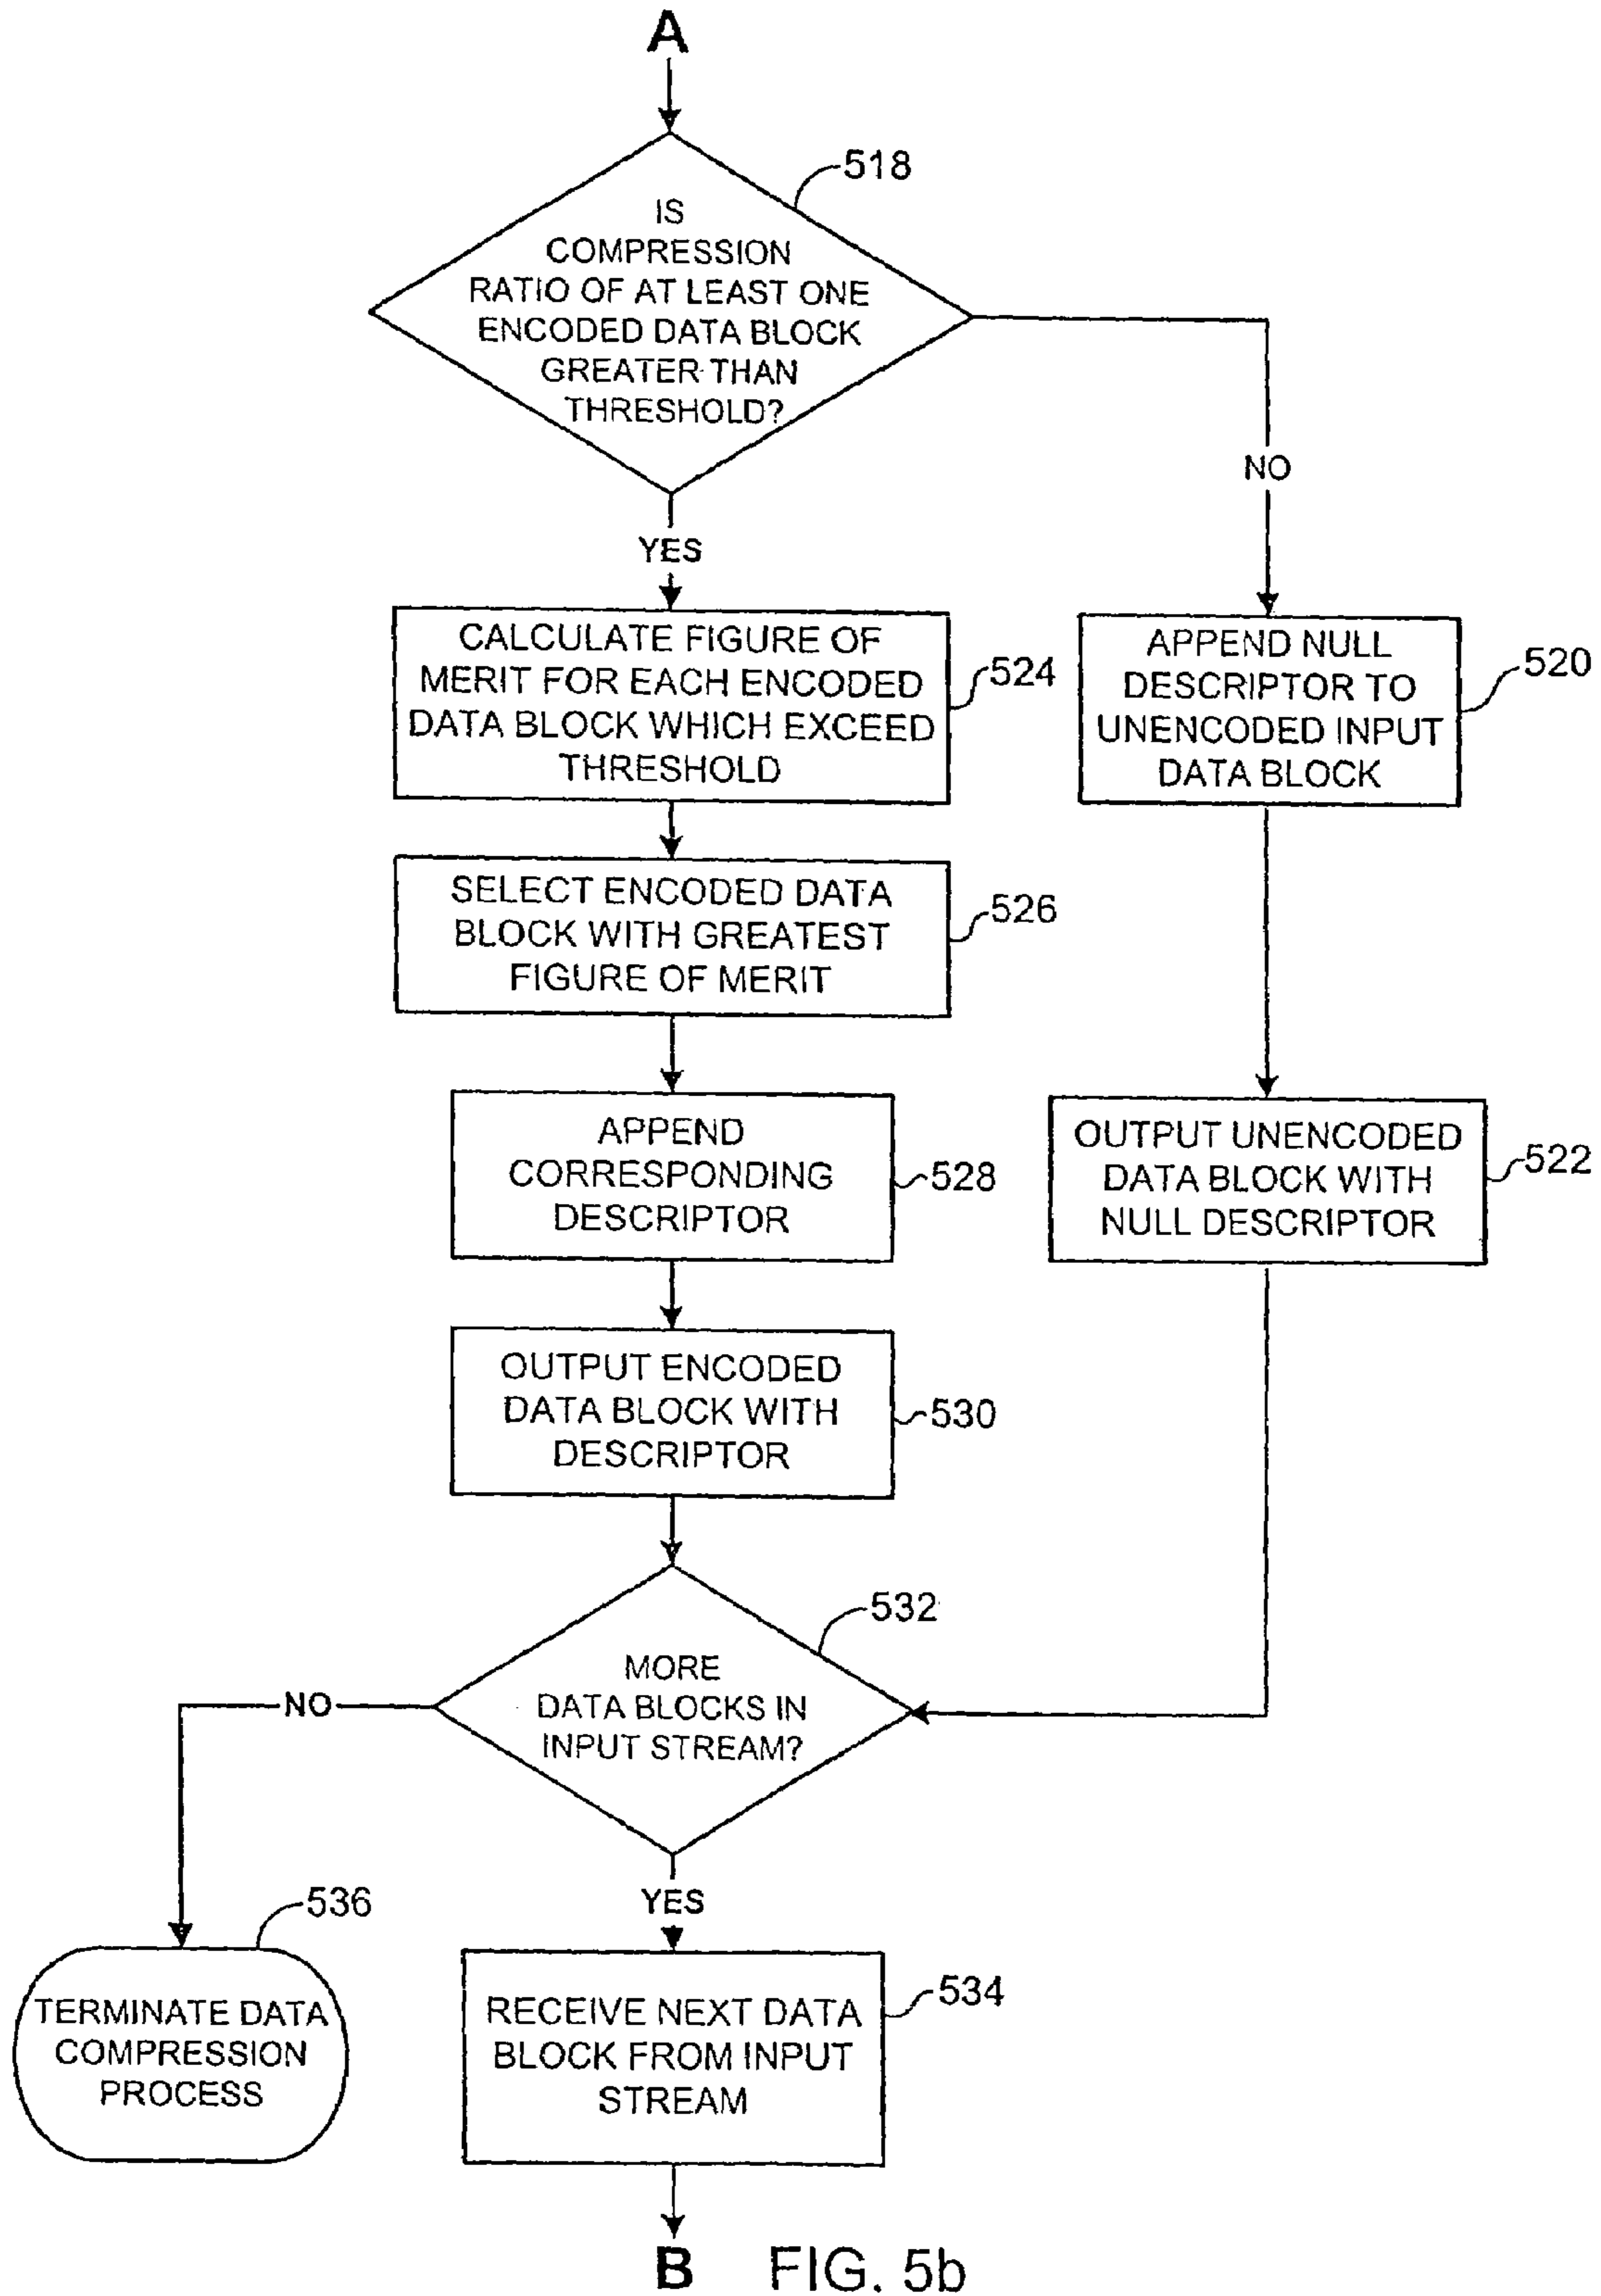 A
518
IS
COMPRESSION
RATIO OF AT LEAST ONE
ENCODED DATA BLOCK
GREATER THAN
THRESHOLD?
NO
YES
CALCULATE FIGURE OF
MERIT FOR EACH ENCODED
DATA BLOCK WHICH EXCEED
THRESHOLD
524
APPEND NULL
DESCRIPTOR TO
UNENCODED INPUT
DATA BLOCK
520
SELECT ENCODED DATA
BLOCK WITH GREATEST
FIGURE OF MERIT
526
APPEND
CORRESPONDING
DESCRIPTOR
528
OUTPUT UNENCODED
DATA BLOCK WITH
NULL DESCRIPTOR
522
OUTPUT ENCODED
DATA BLOCK WITH
DESCRIPTOR
530
532
MORE
DATA BLOCKS IN
INPUT STREAM?
NO
YES
536
TERMINATE DATA
COMPRESSION
PROCESS
534
RECEIVE NEXT DATA
BLOCK FROM INPUT
STREAM
B FIG. 5b